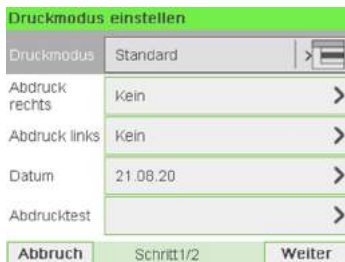 Druckmodus einstellen
Druckmodus Standard
Abdruck
rechts
Kein
Abdruck links Kein
Datum 21.08.20
Abdrucktest
Abbruch Schritt1/2 Weiter